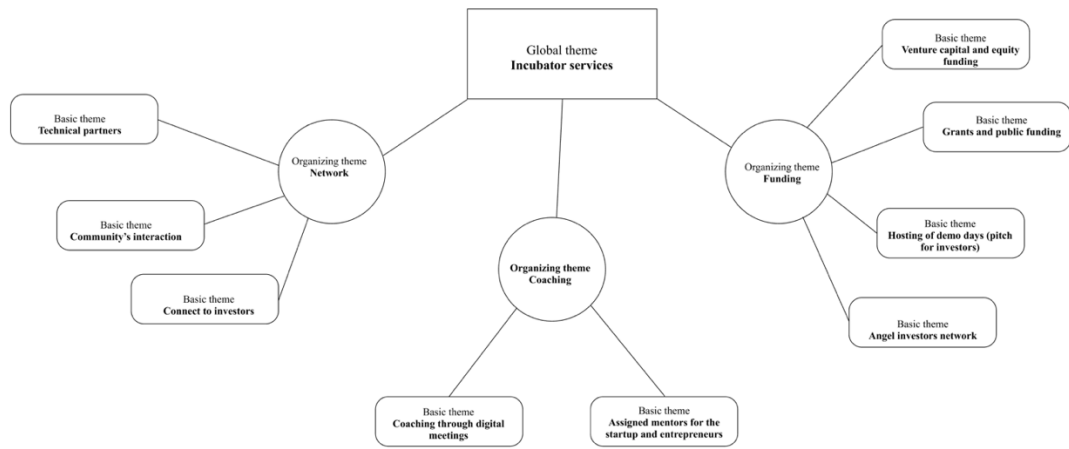 Global theme
Incubator services
Basic theme
Technical partners
Organizing theme
Network
Basic theme
Community's interaction
Basic theme
Connect to investors
Organizing theme
Coaching
Basic theme
Coaching through digital
meetings
Basic theme
Assigned mentors for the
startup and entrepreneurs
Organizing theme
Funding
Basic theme
Venture capital and equity
funding
Basic theme
Grants and public funding
Basic theme
Hosting of demo days (pitch
for investors)
Basic theme
Angel investors network